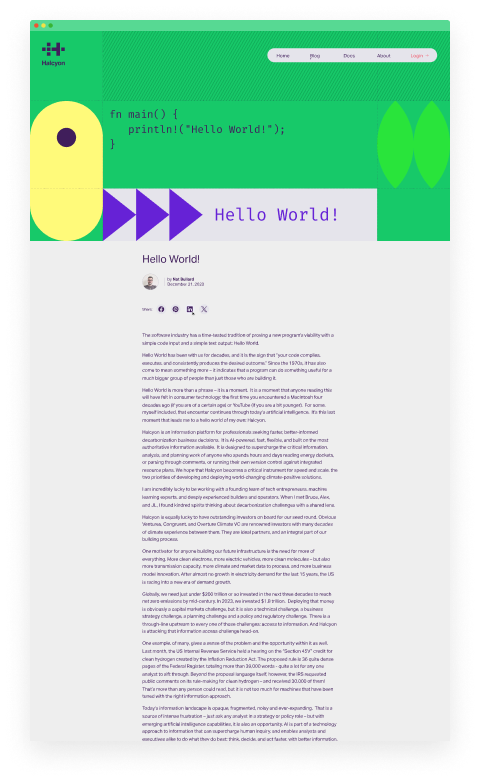 Halcyon
Home Blog Docs About Login →
fn main() {
println!("Hello World!");
}
Hello World!
Hello World!
by Nat Bullard
December 21, 2023
Share:
The software industry has a time-tested tradition of proving a new program's viability with a
simple code input and a simple text output: Hello World.
Hello World has been with us for decades, and it is the sign that "your code compiles,
executes, and consistently produces the desired outcome." Since the 1970s, it has also
come to mean something more – it indicates that a program can do something useful for a
much bigger group of people than just those who are building it.
Hello World is more than a phrase – it is a moment. It is a moment that anyone reading this
will have felt in consumer technology: the first time you encountered a Macintosh four
decades ago (if you are of a certain age) or YouTube (if you are a bit younger). For some,
myself included, that encounter continues through today's artificial intelligence. It's this last
moment that leads me to a hello world of my own: Halcyon.
Halcyon is an information platform for professionals seeking faster, better-informed
decarbonization business decisions. It is AI-powered, fast, flexible, and built on the most
authoritative information available. It is designed to supercharge the critical information,
analysis, and planning work of anyone who spends hours and days reading energy dockets,
or parsing through comments, or running their own version control against integrated
resource plans. We hope that Halcyon becomes a critical instrument for speed and scale: the
two priorities of developing and deploying world-changing climate-positive solutions.
I am incredibly lucky to be working with a founding team of tech entrepreneurs, machine
learning experts, and deeply experienced builders and operators. When I met Bruce, Alex,
and JL, I found kindred spirits thinking about decarbonization challenges with a shared lens.
Halcyon is equally lucky to have outstanding investors on board for our seed round. Obvious
Ventures, Congruent, and Overture Climate VC are renowned investors with many decades
of climate experience between them. They are ideal partners, and an integral part of our
building process.
One motivator for anyone building our future infrastructure is the need for more of
everything. More clean electrons, more electric vehicles, more clean molecules – but also
more transmission capacity, more climate and market data to process, and more business
model innovation. After almost no growth in electricity demand for the last 15 years, the US
is racing into a new era of demand growth.
Globally, we need just under $200 trillion or so invested in the next three decades to reach
net zero emissions by mid-century. In 2023, we invested $1.8 trillion. Deploying that money
is obviously a capital markets challenge, but it is also a technical challenge, a business
strategy challenge, a planning challenge and a policy and regulatory challenge. There is a
through-line upstream to every one of those challenges: access to information. And Halcyon
is attacking that information access challenge head-on.
One example, of many, gives a sense of the problem and the opportunity within it as well.
Last month, the US Internal Revenue Service held a hearing on the "Section 45V" credit for
clean hydrogen created by the Inflation Reduction Act. The proposed rule is 36 quite dense
pages of the Federal Register, totaling more than 39,000 words – quite a lot for any one
analyst to sift through. Beyond the proposal language itself, however, the IRS requested
public comments on its rule-making for clean hydrogen – and received 30,000 of them!
That's more than any person could read, but it is not too much for machines that have been
tuned with the right information approach.
Today's information landscape is opaque, fragmented, noisy and ever-expanding. That is a
source of intense frustration – just ask any analyst in a strategy or policy role – but with
emerging artificial intelligence capabilities, it is also an opportunity. AI is part of a technology
approach to information that can supercharge human inquiry, and enables analysts and
executives alike to do what they do best: think, decide, and act faster, with better information.